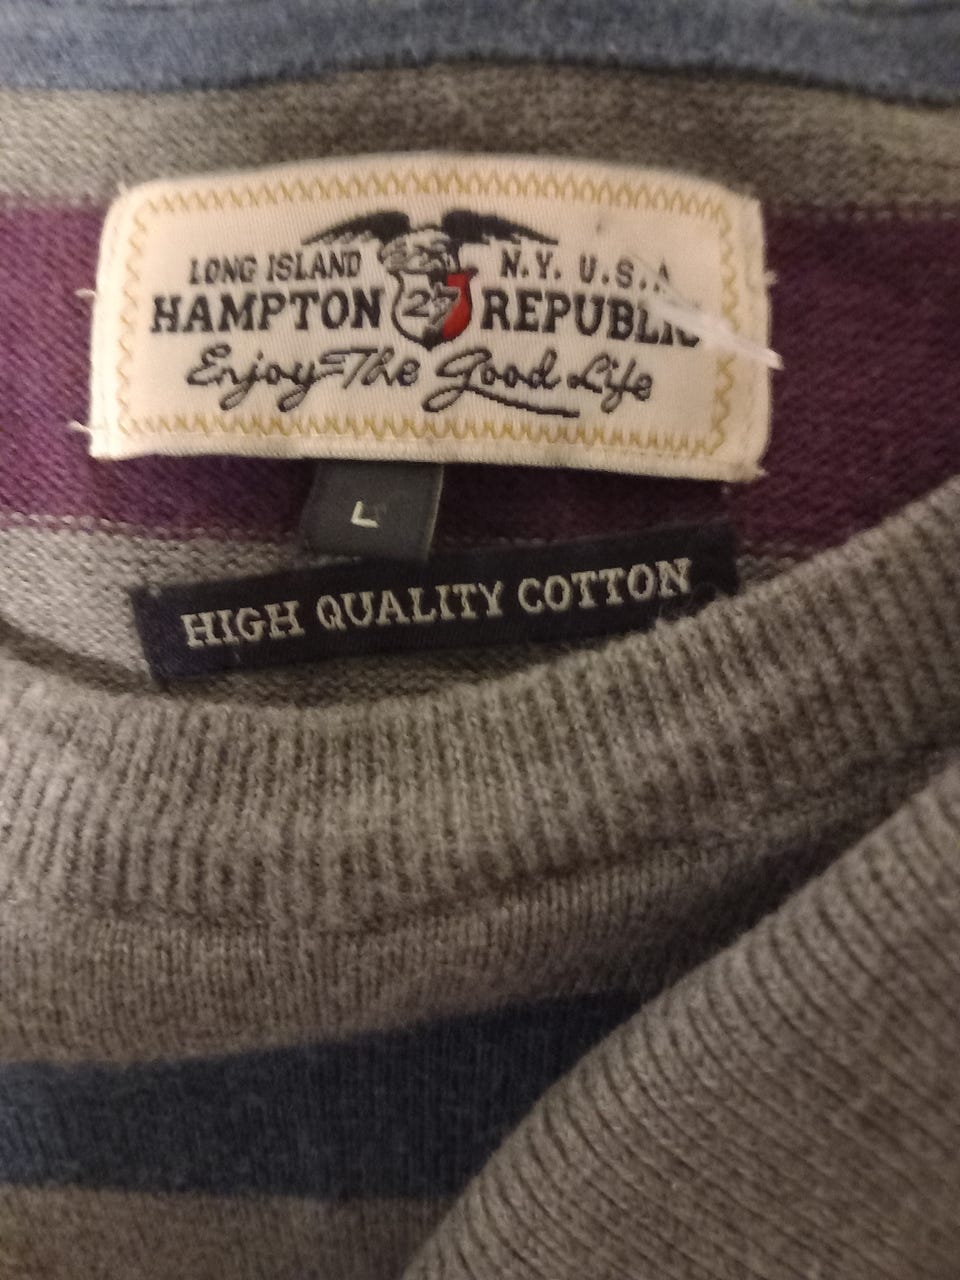 LONG ISLAND N.Y. U.S.A
HAMPTON 27 REPUBLIC
Enjoy The Good Life
L
HIGH QUALITY COTTON